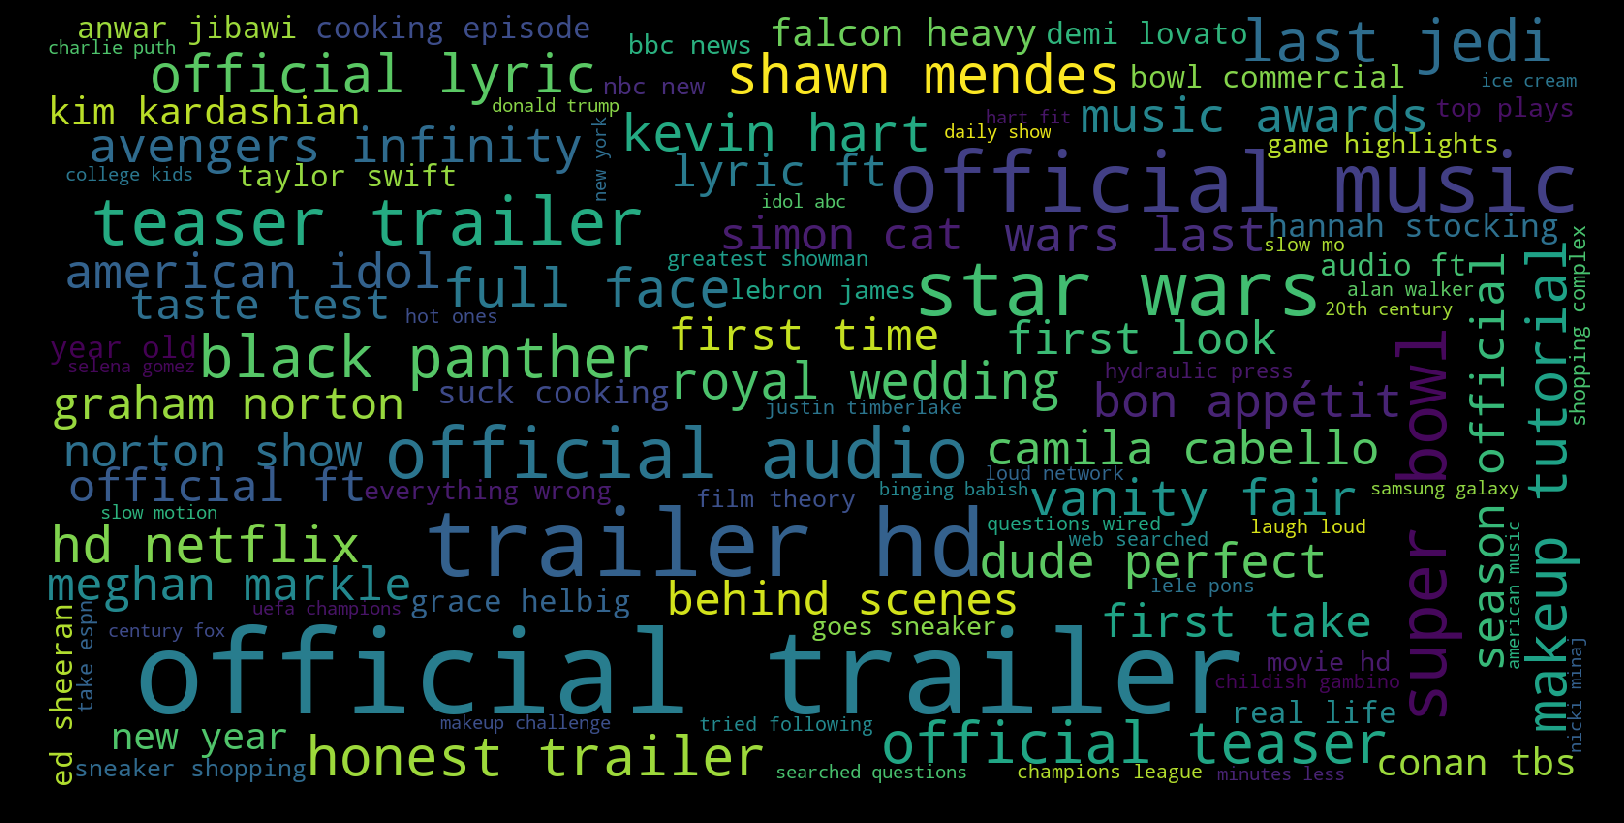 anwar jibawi
cooking episode
charlie puth
bbc news
falcon heavy
demi lovato
last jedi
official lyric
nbc new
shawn mendes
bowl commercial
ice cream
kim kardashian
donald trump
hart fit
music awards
top plays
avengers infinity
new york
kevin hart
daily show
game highlights
college kids
taylor swift
lyric ft
official music
idol abc
teaser trailer
simon cat
wars last
hannah stocking
slow mo
shopping complex
american idol
greatest showman
full face
lebron james
star wars
audio ft
alan walker
20th century
taste test
hot ones
year old
selena gomez
black panther
first time
first look
hydraulic press
super bowl
season official
makeup tutorial
graham norton
suck cooking
royal wedding
justin timberlake
bon appétit
norton show
official audio
camila cabello
loud network
official ft
everything wrong
film theory
binging babish
vanity fair
samsung galaxy
slow motion
hd netflix
trailer hd
questions wired
web searched
laugh loud
american music
dude perfect
meghan markle
uefa champions
grace helbig
behind scenes
lele pons
first take
ed sheeran
take espn
century fox
goes sneaker
official trailer
movie hd
childish gambino
nicki minaj
new year
makeup challenge
tried following
real life
sneaker shopping
honest trailer
official teaser
searched questions
champions league
minutes less
conan tbs